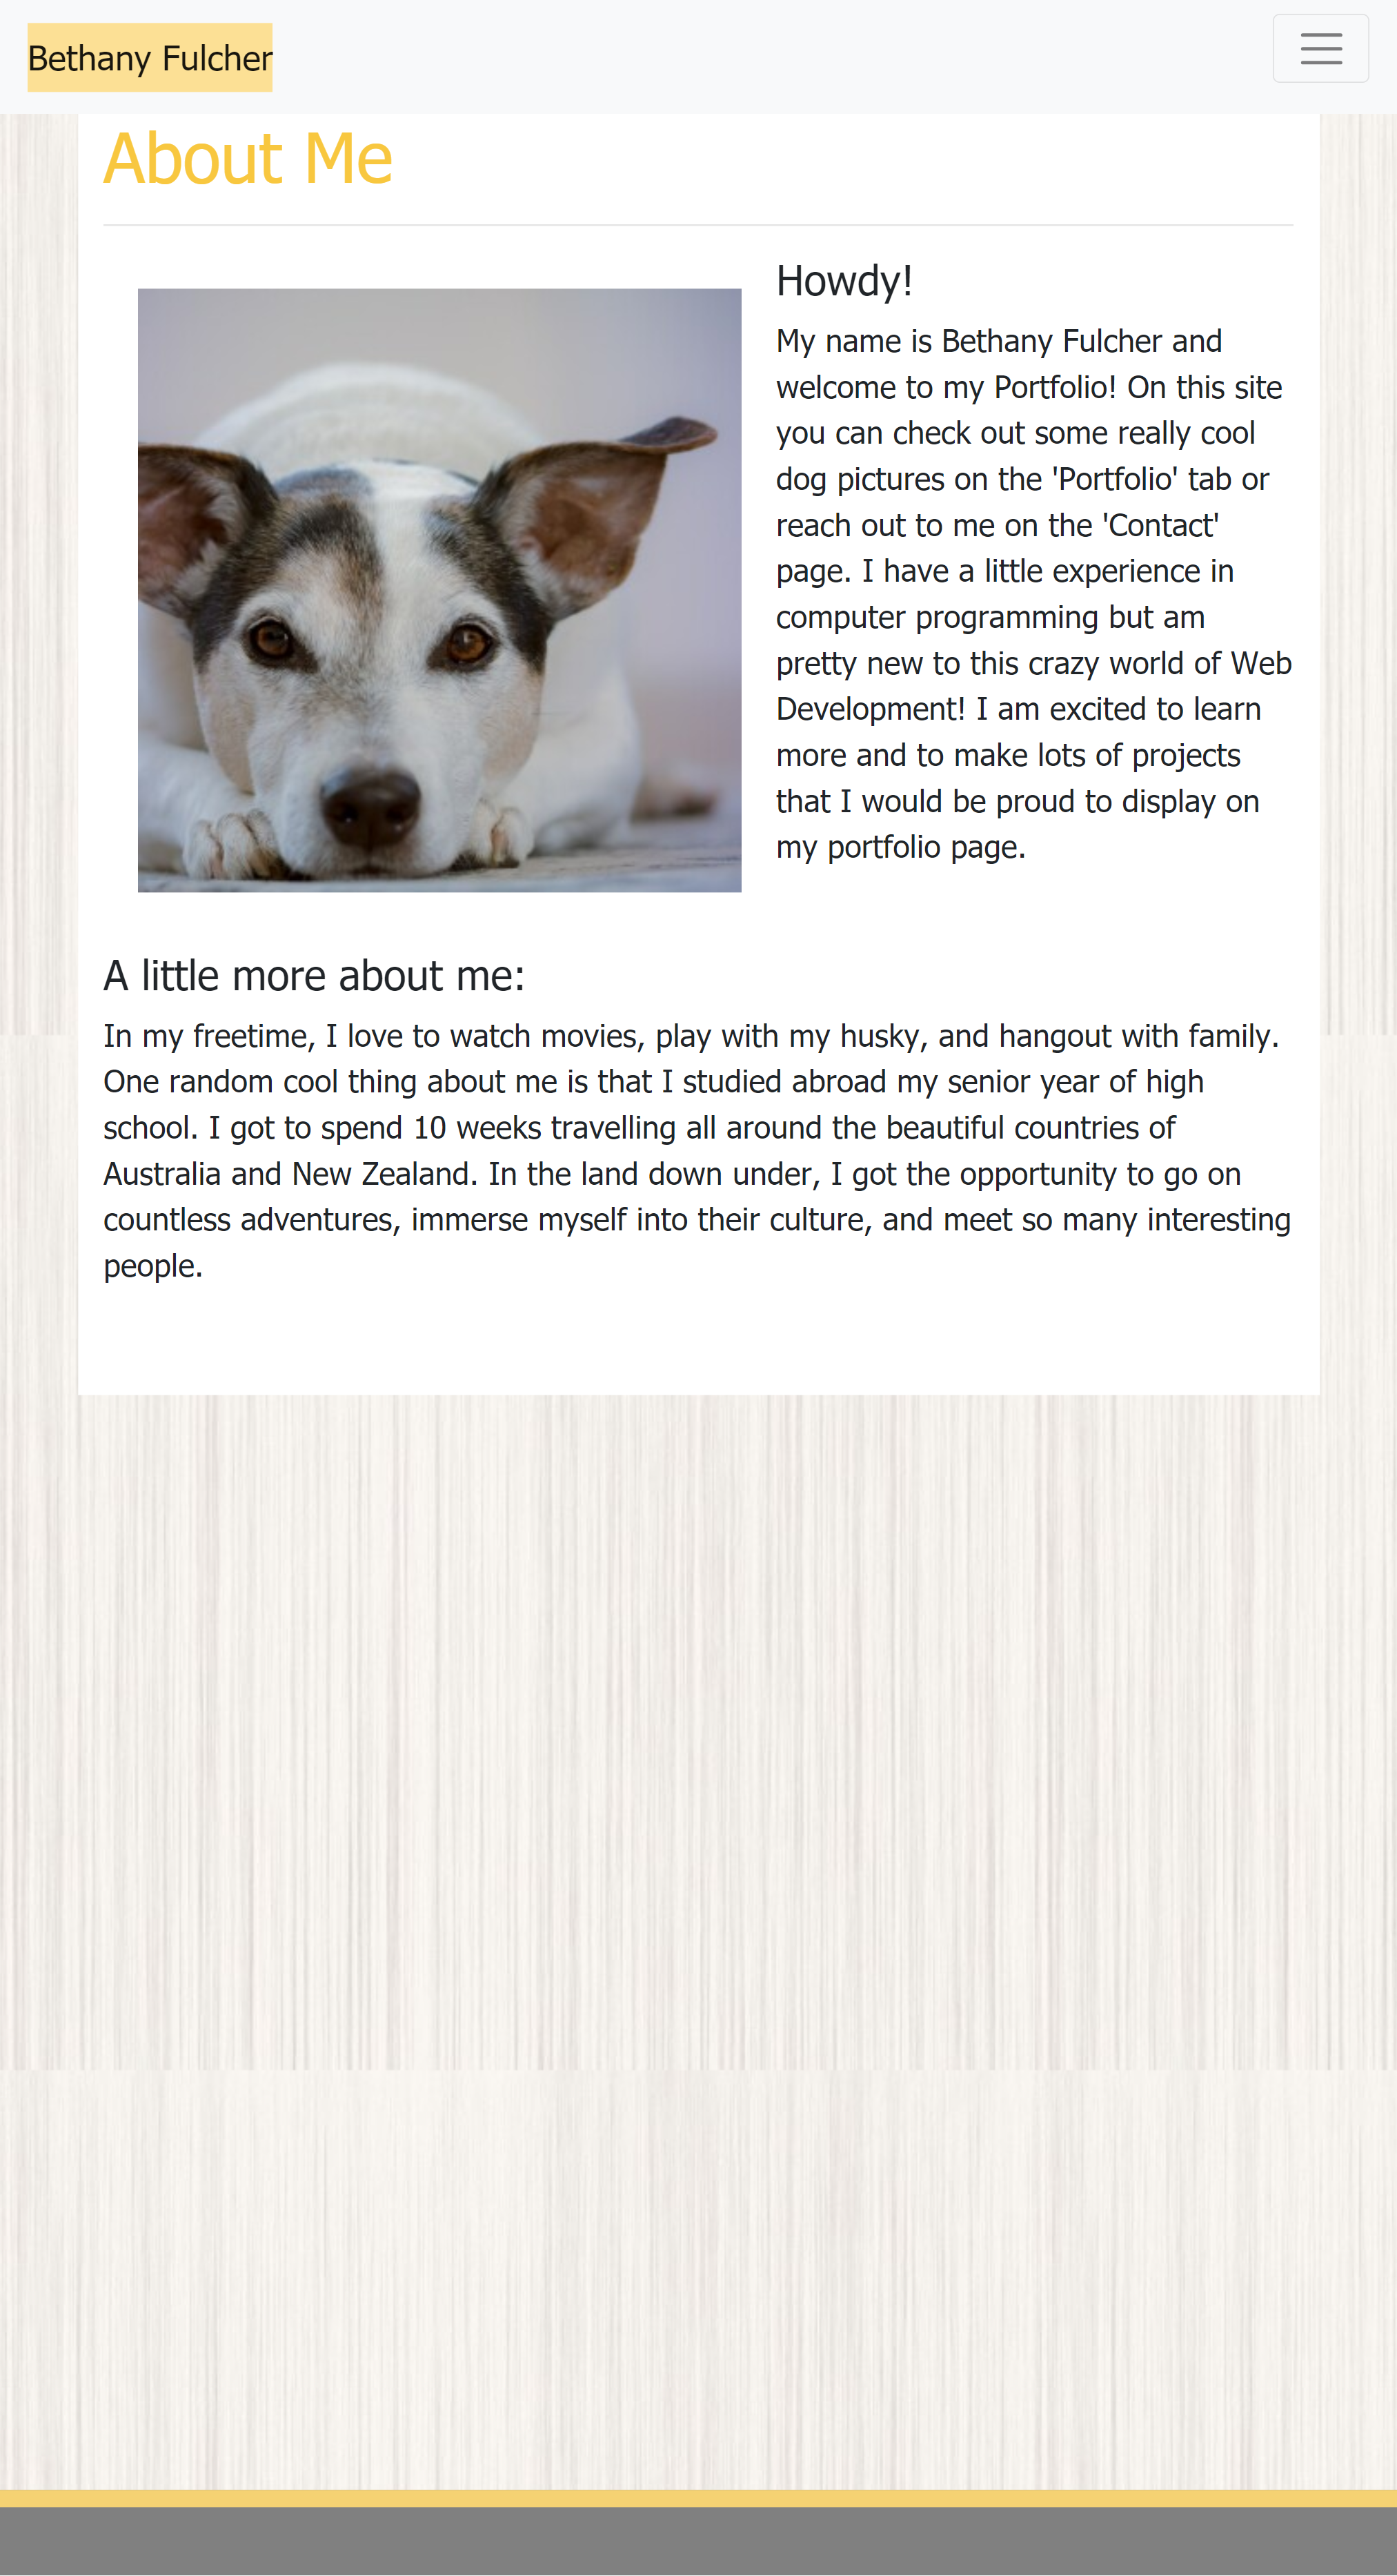 Bethany Fulcher
About Me
Howdy!
My name is Bethany Fulcher and
welcome to my Portfolio! On this site
you can check out some really cool
dog pictures on the 'Portfolio' tab or
reach out to me on the 'Contact'
page. I have a little experience in
computer programming but am
pretty new to this crazy world of Web
Development! I am excited to learn
more and to make lots of projects
that I would be proud to display on
my portfolio page.
A little more about me:
In my freetime, I love to watch movies, play with my husky, and hangout with family.
One random cool thing about me is that I studied abroad my senior year of high
school. I got to spend 10 weeks travelling all around the beautiful countries of
Australia and New Zealand. In the land down under, I got the opportunity to go on
countless adventures, immerse myself into their culture, and meet so many interesting
people.